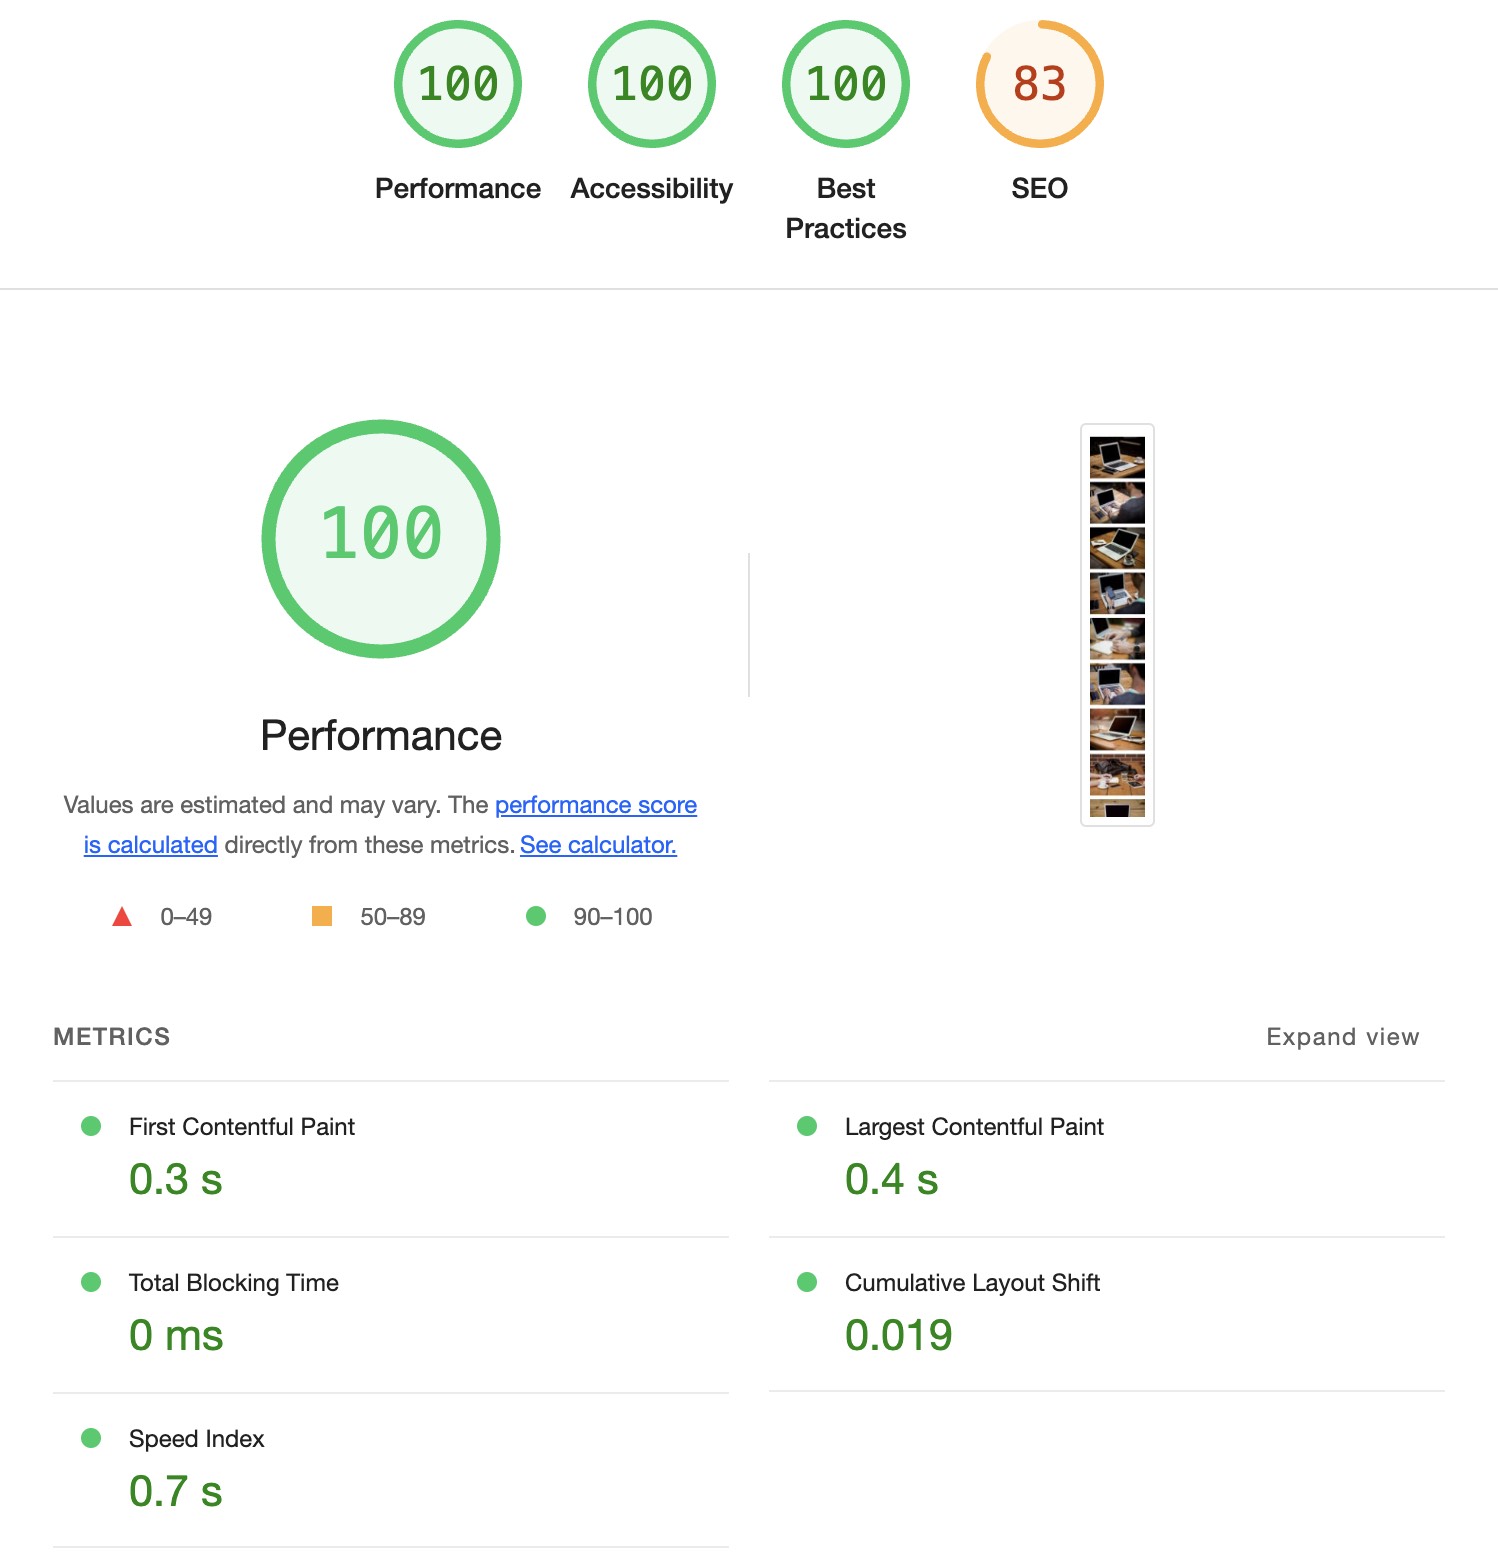 100
100
100
83
Performance
Accessibility
Best
Practices
SEO
100
Performance
Values are estimated and may vary. The performance score
is calculated directly from these metrics. See calculator.
0–49
50–89
90–100
METRICS
Expand view
First Contentful Paint
0.3 s
Largest Contentful Paint
0.4 s
Total Blocking Time
0 ms
Cumulative Layout Shift
0.019
Speed Index
0.7 s